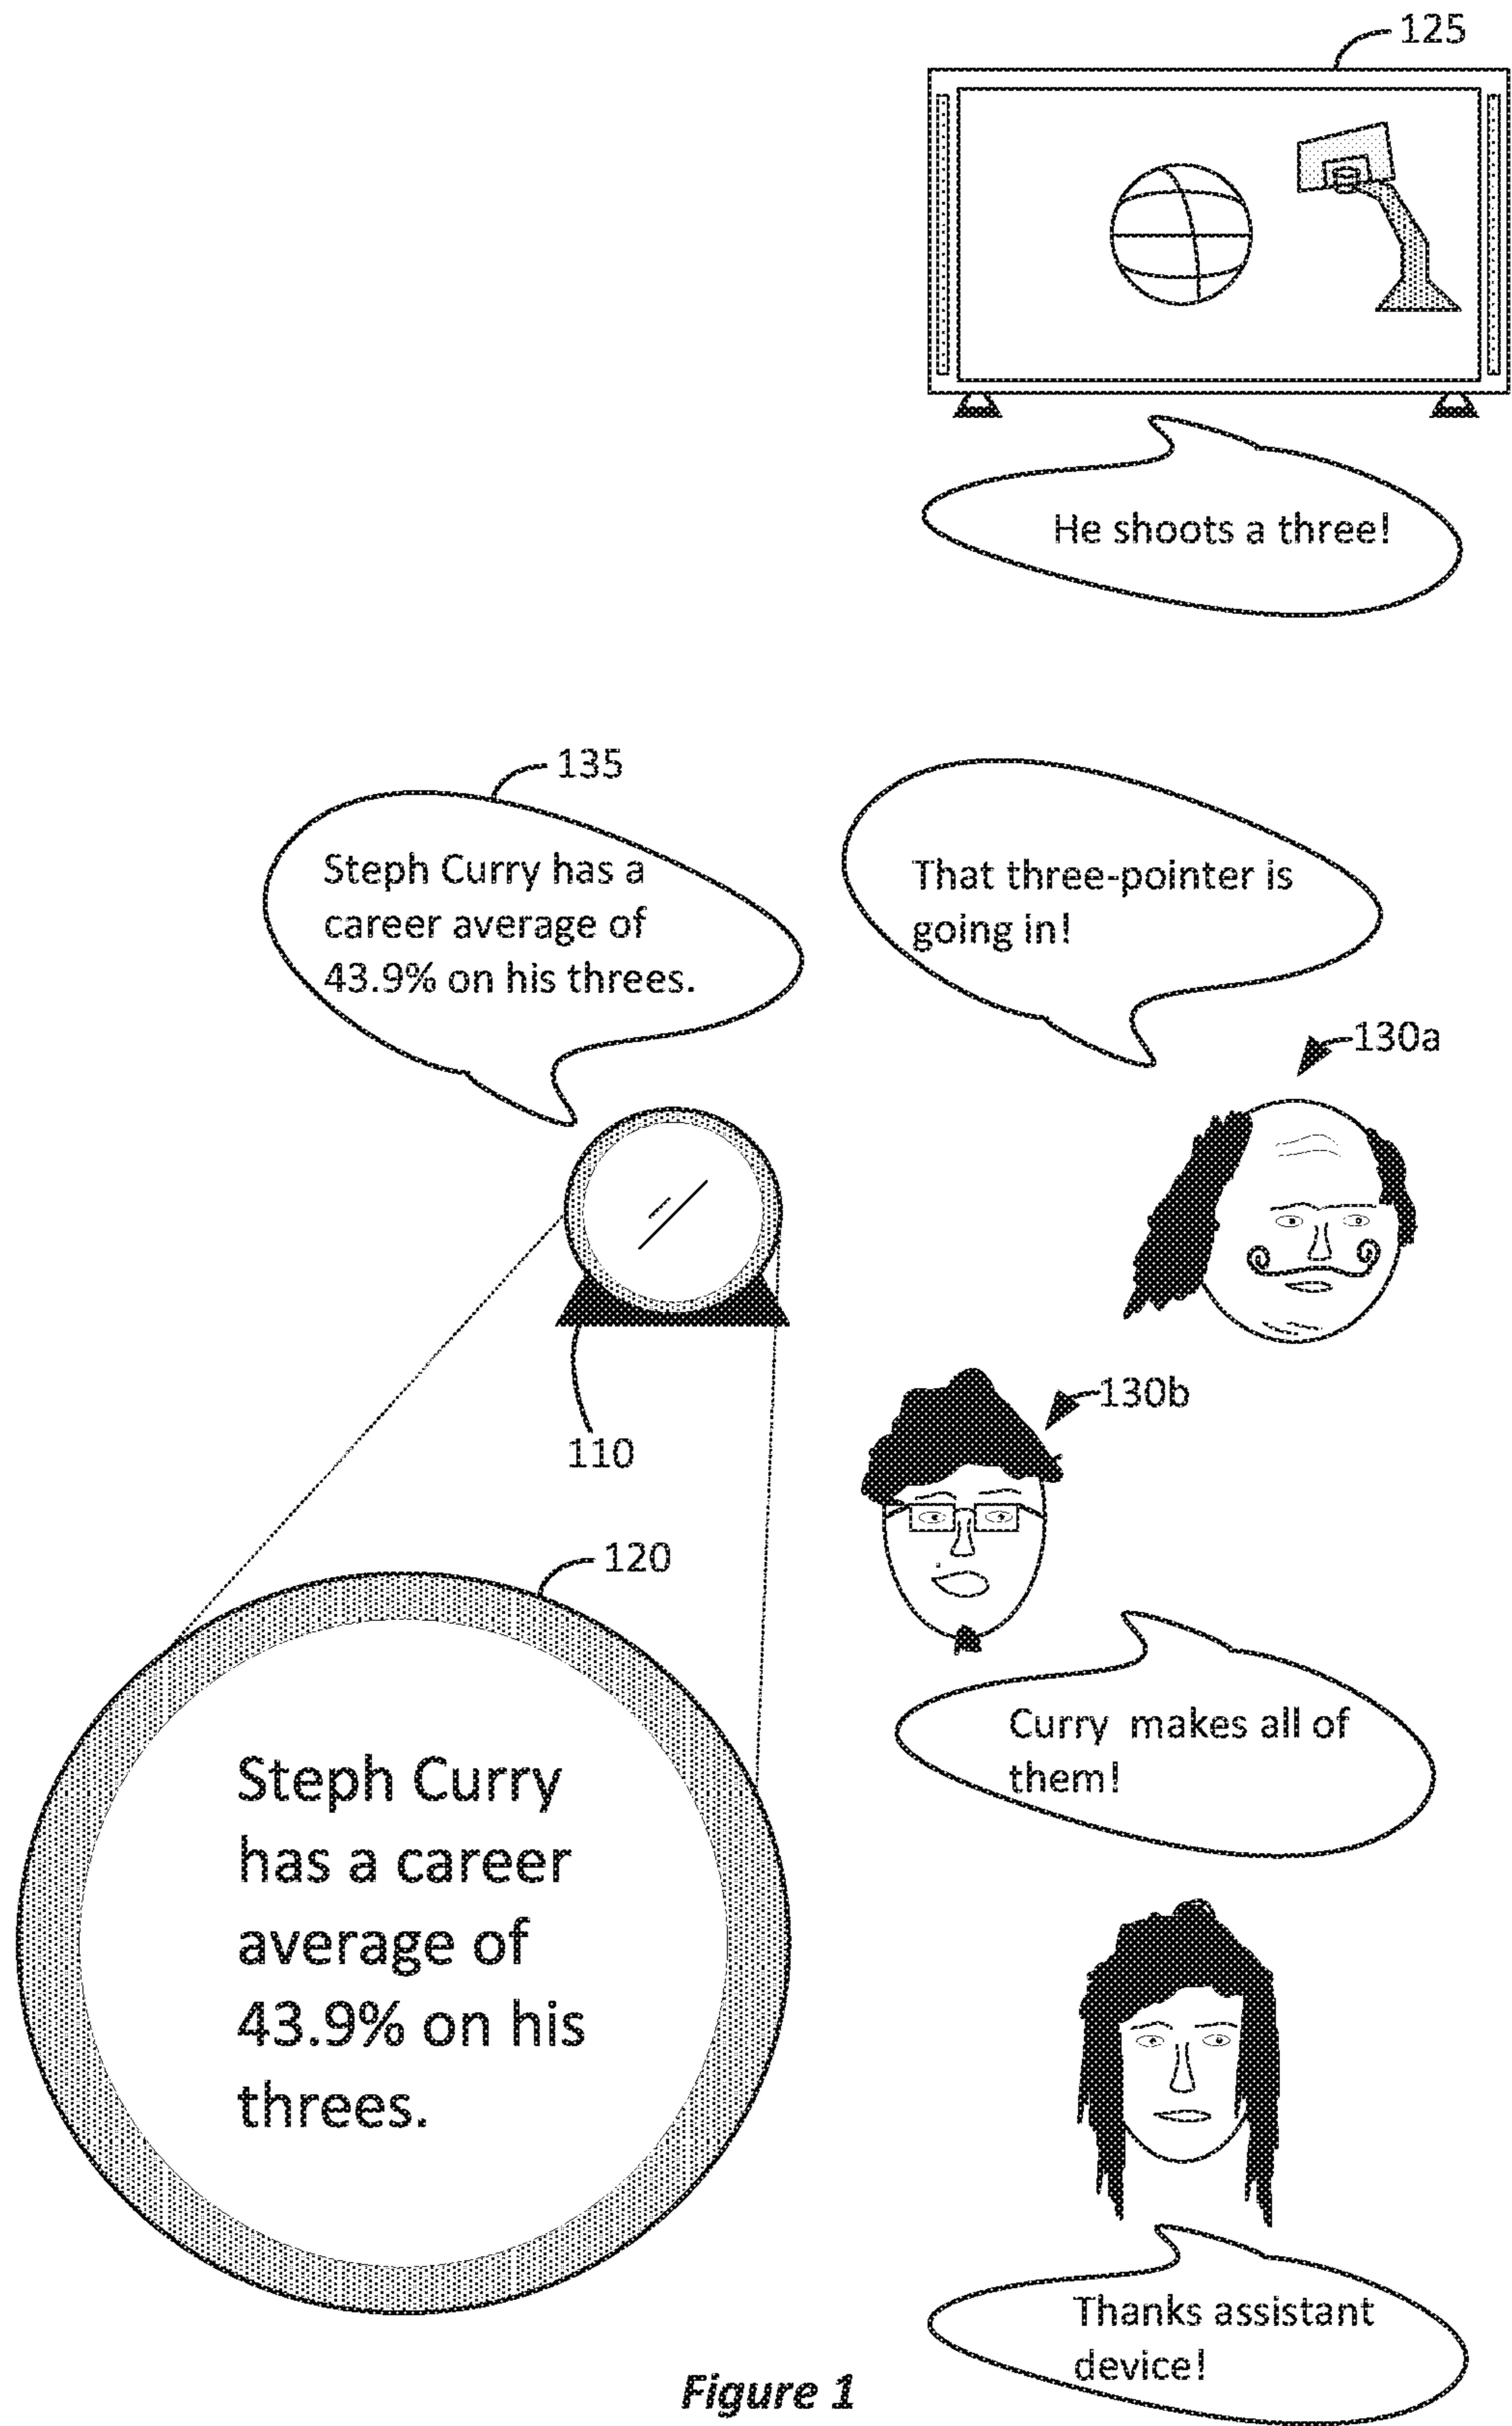 125
He shoots a three!
135
Steph Curry has a
career average of
43.9% on his threes.
That three-pointer is
going in!
130a
130b
110
120
Steph Curry
has a career
average of
43.9% on his
threes.
Curry makes all of
them!
Thanks assistant
device!
Figure 1